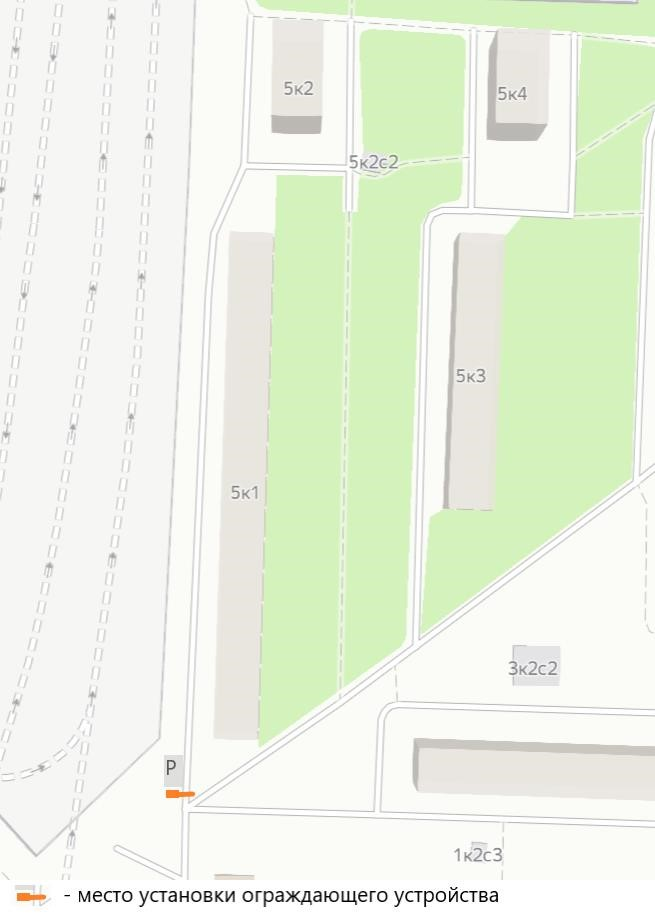 5к2
5к4
5к2с2
5к3
5к1
3к2с2
P
1к2с3
- место установки ограждающего устройства